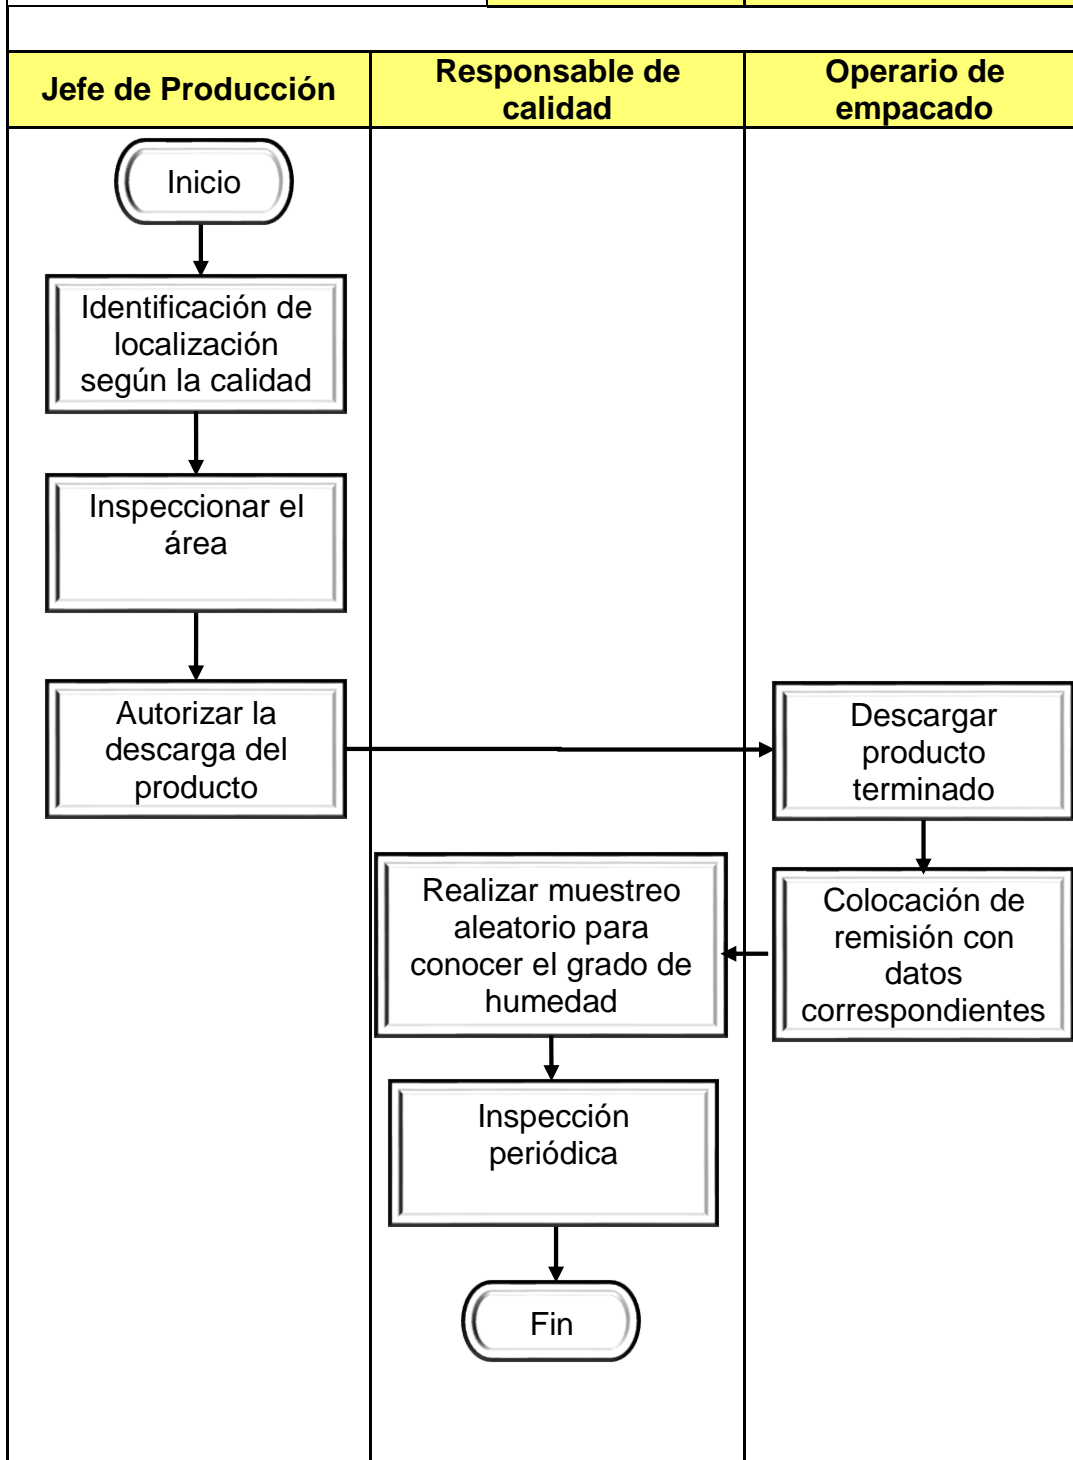 Jefe de Producción
Responsable de
calidad
Operario de
empacado
Inicio
Identificación de
localización
según la calidad
Inspeccionar el
área
Autorizar la
descarga del
producto
Descargar
producto
terminado
Realizar muestreo
aleatorio para
conocer el grado de
humedad
Colocación de
remisión con
datos
correspondientes
Inspección
periódica
Fin